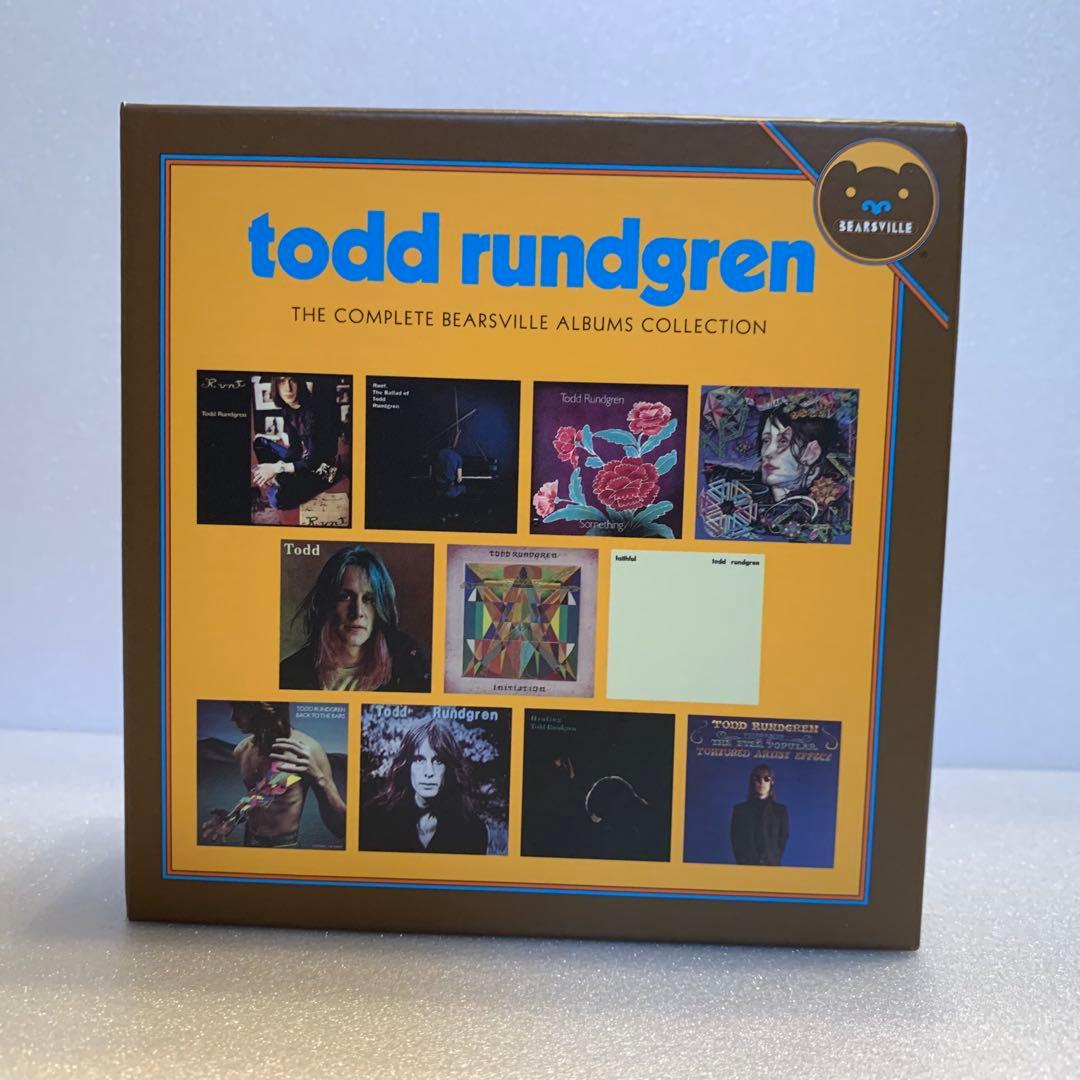 BEARSVILLE
todd rundgren
THE COMPLETE BEARSVILLE ALBUMS COLLECTION
Runt
Todd Rundgren
Runt
Runt.
The Ballad of
Todd
Rundgren
Todd Rundgren
Something/
Todd
TODD RUNDGREN
Initiation
faithful
todd rundgren
TODD RUNDGREN
BACK TO THE BARS
Todd Rundgren
Healing
Todd Rundgren
TODD RUNDGREN
THE EVER POPULAR
TORTURED ARTIST EFFECT